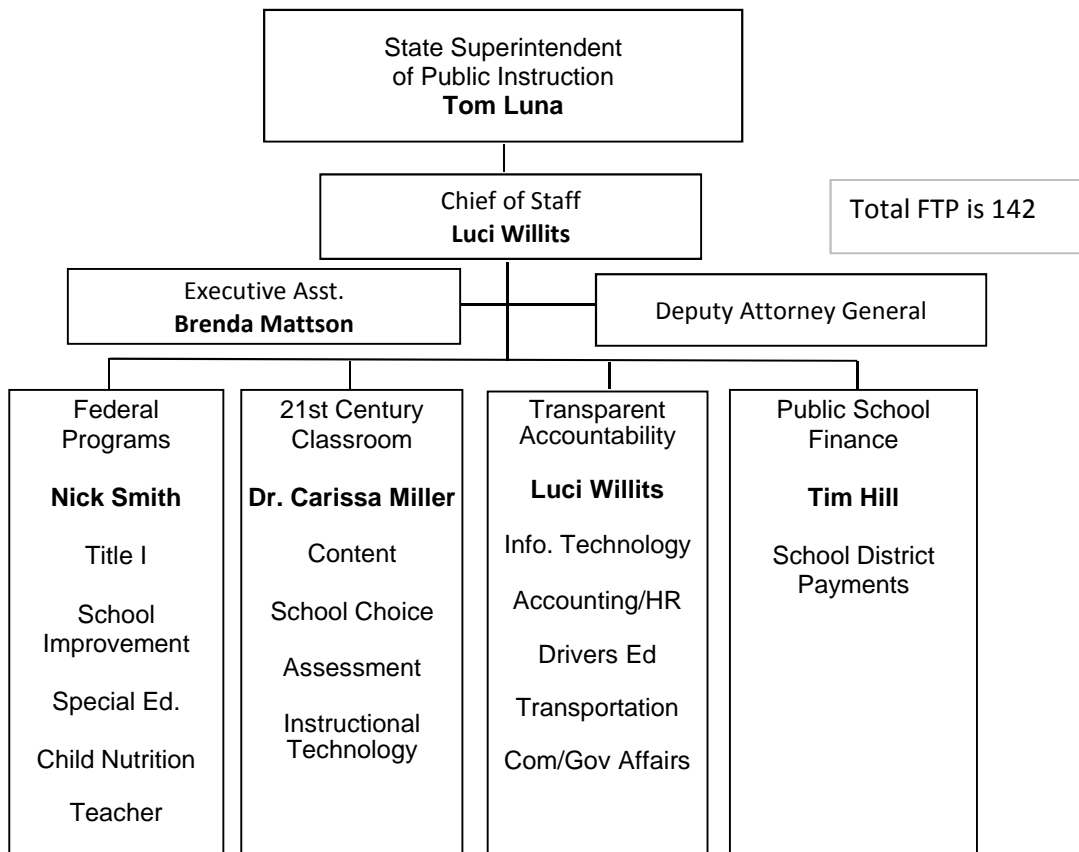 State Superintendent
of Public Instruction
Tom Luna
Chief of Staff
Luci Willits
Total FTP is 142
Executive Asst.
Brenda Mattson
Deputy Attorney General
Federal
Programs
Nick Smith
Title I
School
Improvement
Special Ed.
Child Nutrition
Teacher
21st Century
Classroom
Dr. Carissa Miller
Content
School Choice
Assessment
Instructional
Technology
Transparent
Accountability
Luci Willits
Info. Technology
Accounting/HR
Drivers Ed
Transportation
Com/Gov Affairs
Public School
Finance
Tim Hill
School District
Payments